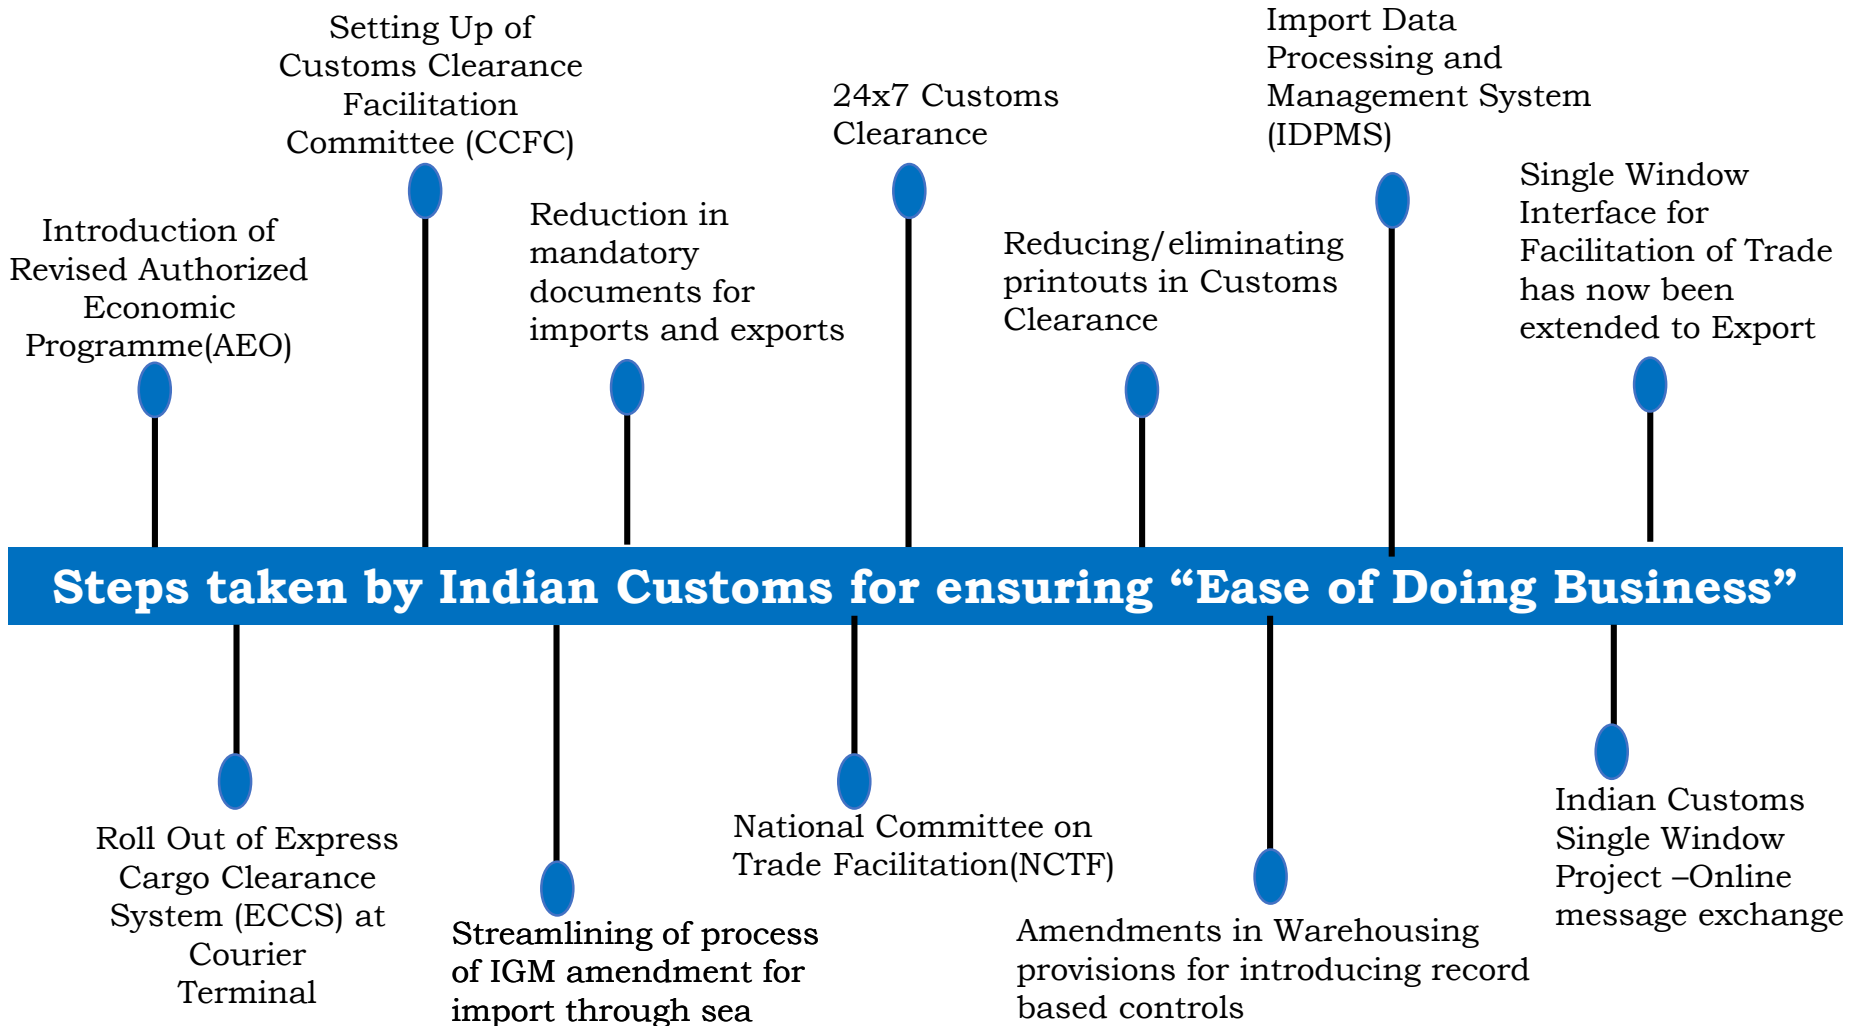 Setting Up of
Customs Clearance
Facilitation
Committee (CCFC)
Import Data
Processing and
Management System
(IDPMS)
24x7 Customs
Clearance
Single Window
Interface for
Facilitation of Trade
has now been
extended to Export
Reduction in
mandatory
documents for
imports and exports
Introduction of
Revised Authorized
Economic
Programme(AEO)
Reducing/eliminating
printouts in Customs
Clearance
Steps taken by Indian Customs for ensuring “Ease of Doing Business”
Roll Out of Express
Cargo Clearance
System (ECCS) at
Courier
Terminal
Streamlining of process
of IGM amendment for
import through sea
National Committee on
Trade Facilitation(NCTF)
Amendments in Warehousing
provisions for introducing record
based controls
Indian Customs
Single Window
Project –Online
message exchange